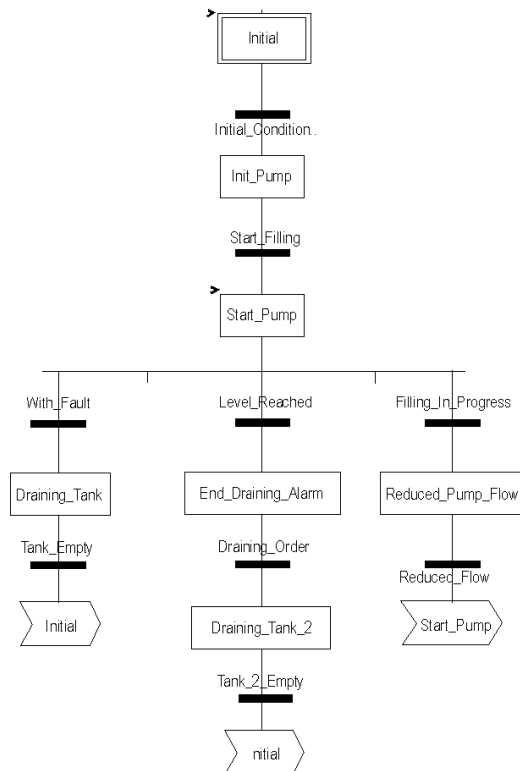 Initial
Initial_Condition..
Init_Pump
Start_Filling
Start_Pump
With_Fault
Level_Reached
Filling_In_Progress
Draining_Tank
End_Draining_Alarm
Reduced_Pump_Flow
Tank_Empty
Draining_Order
Reduced_Flow
Initial
Draining_Tank_2
Start_Pump
Tank_2_Empty
nitial